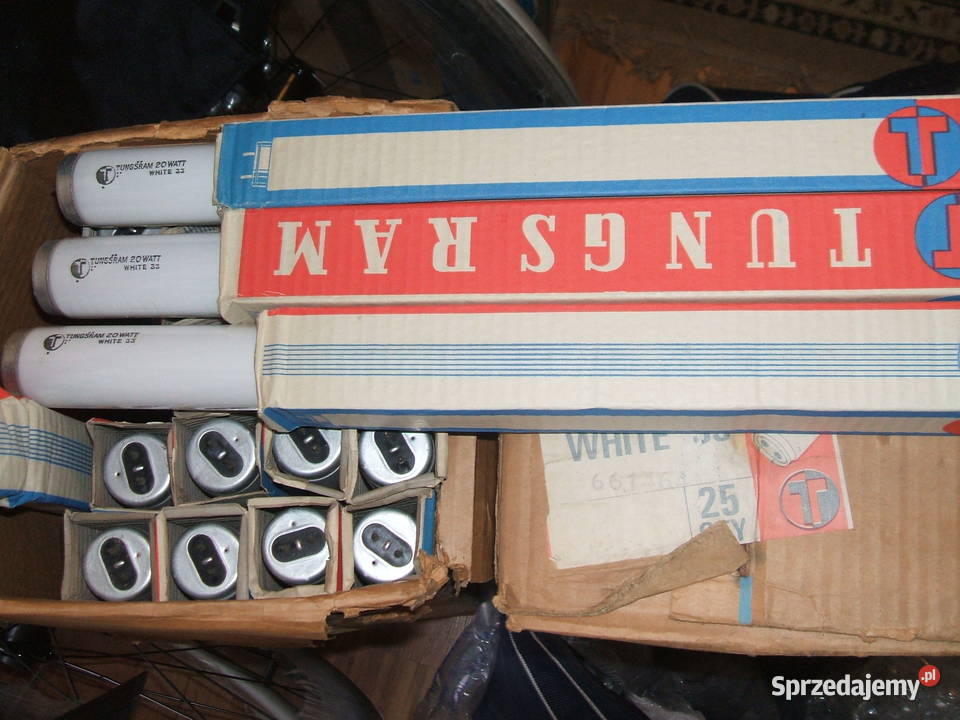 T
TUNGSRAM 20 WATT
WHITE 33
T
TUNGSRAM
T
TUNGSRAM 20 WATT
WHITE 33
T
TUNGSRAM 20 WATT
WHITE 33
WHITE
25
T
Sprzedajemy.pl